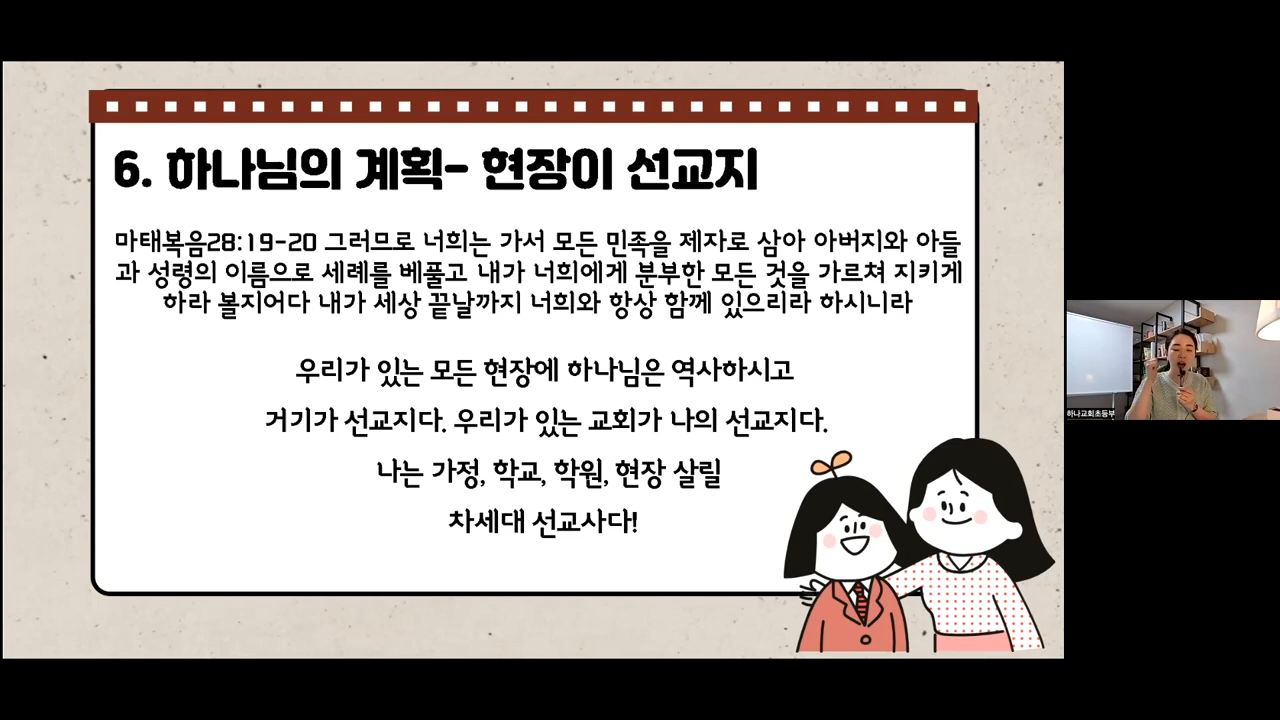 6. 하나님의 계획- 현장이 선교지
마태복음28:19-20 그러므로 너희는 가서 모든 민족을 제자로 삼아 아버지와 아들
과 성령의 이름으로 세례를 베풀고 내가 너희에게 분부한 모든 것을 가르쳐 지키게
하라 볼지어다 내가 세상 끝날까지 너희와 항상 함께 있으리라 하시니라
우리가 있는 모든 현장에 하나님은 역사하시고
거기가 선교지다. 우리가 있는 교회가 나의 선교지다.
나는 가정, 학교, 학원, 현장 살릴
차세대 선교사다!
하나교회초등부